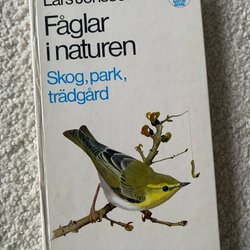 Fåglar
i naturen
Skog, park,
trädgård